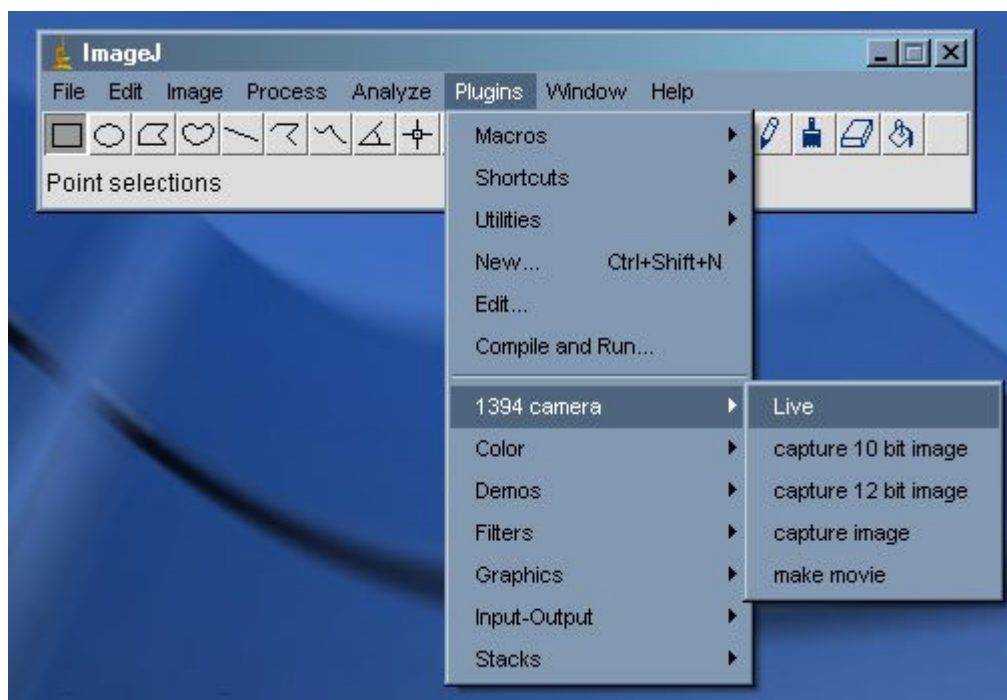 ImageJ
File Edit Image Process Analyze Plugins Window Help
Point selections
Macros
Shortcuts
Utilities
New... Ctrl+Shift+N
Edit...
Compile and Run...
1394 camera
Color
Demos
Filters
Graphics
Input-Output
Stacks
Live
capture 10 bit image
capture 12 bit image
capture image
make movie